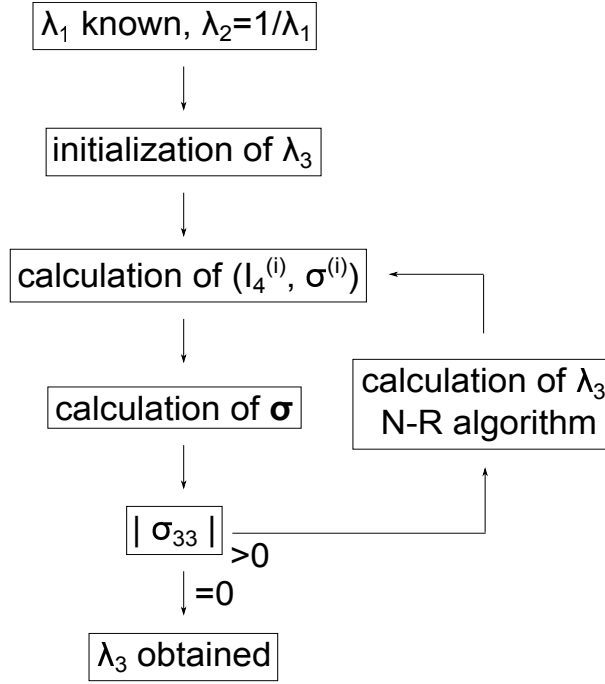 λ₁ known, λ₂=1/λ₁
initialization of λ₃
calculation of (I₄⁽ⁱ⁾, σ⁽ⁱ⁾)
calculation of σ
calculation of λ₃
N-R algorithm
| σ₃₃ |
>0
=0
λ₃ obtained